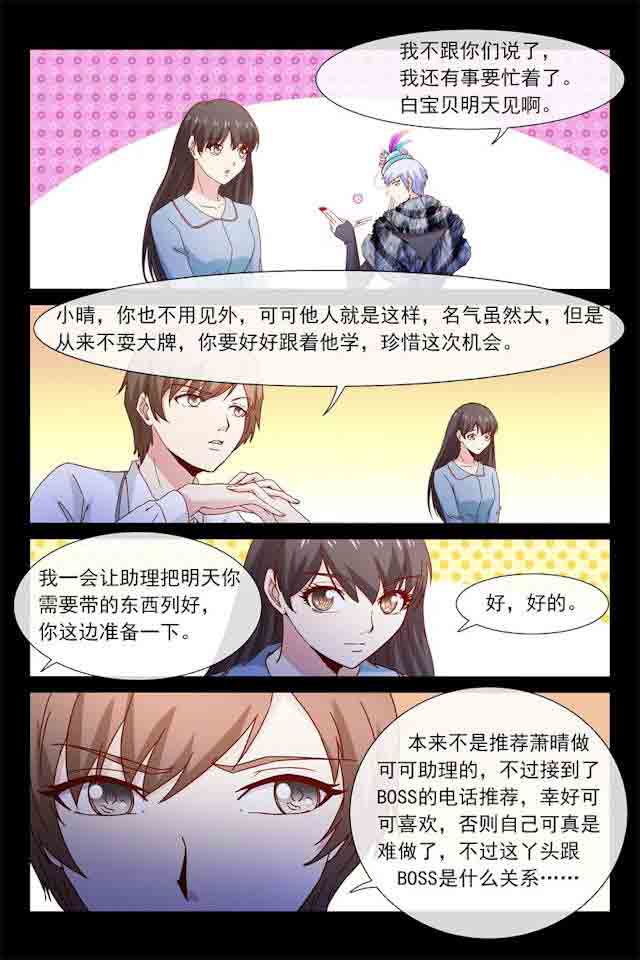 我不跟你们说了，
我还有事要忙着了。
白宝贝明天见啊。
小晴，你也不用见外，可可他人就是这样，名气虽然大，但是
从来不耍大牌，你要好好跟着他学，珍惜这次机会。
我一会让助理把明天你
需要带的东西列好，
你这边准备一下。
好，好的。
本来不是推荐萧晴做
可可助理的，不过接到了
BOSS的电话推荐，幸好可
可喜欢，否则自己可真是
难做了，不过这丫头跟
BOSS是什么关系……